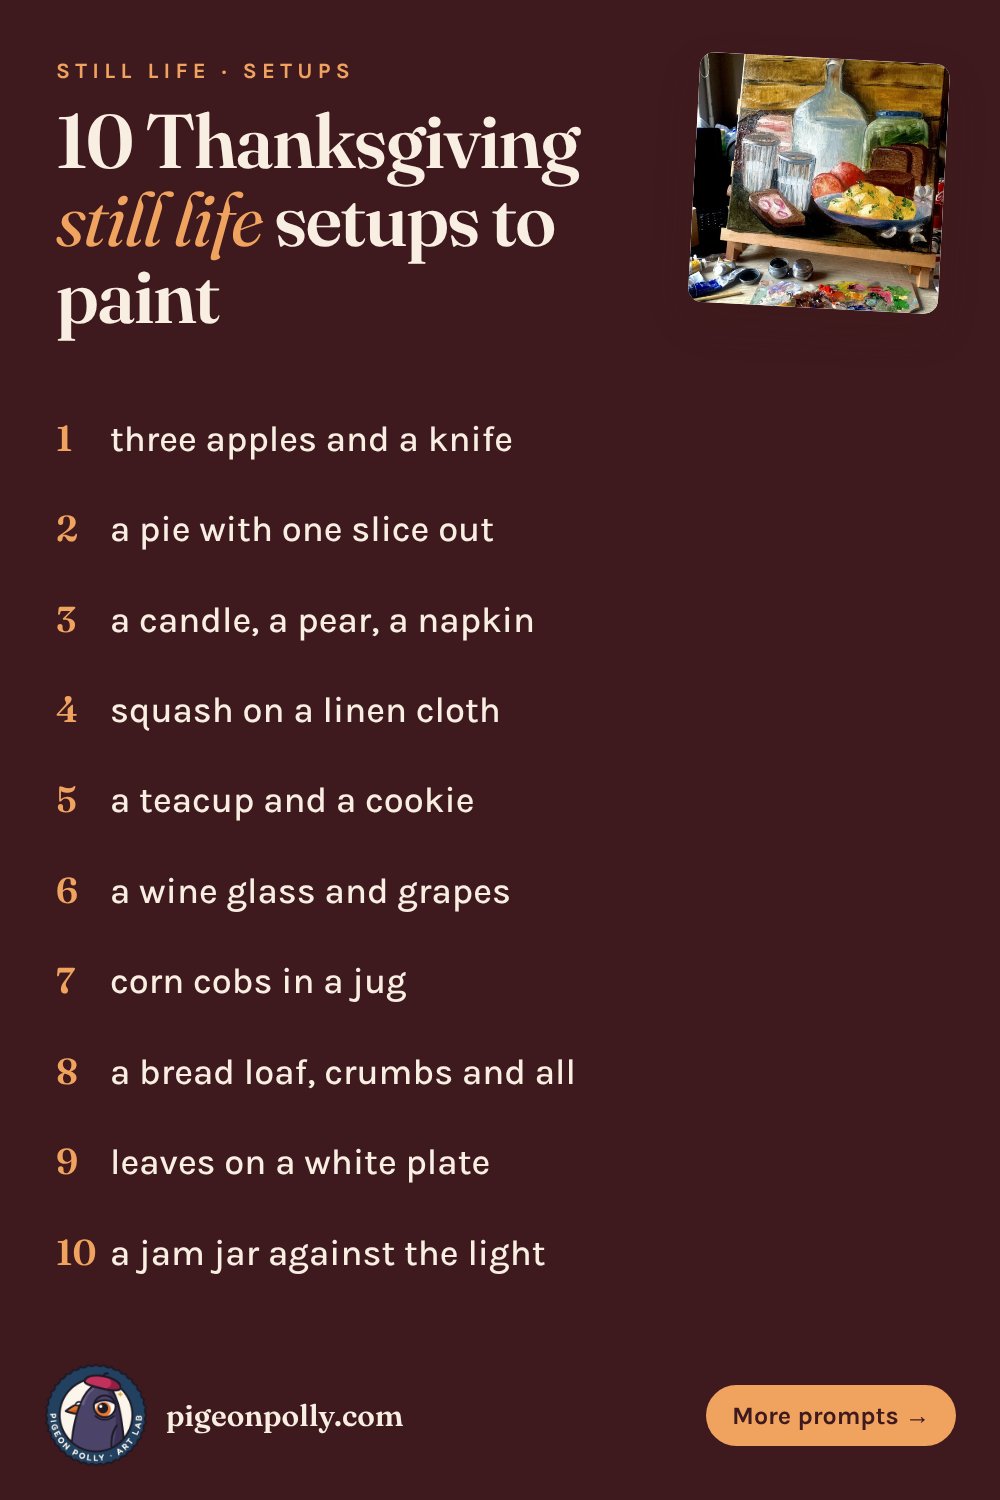 STILL LIFE · SETUPS
10 Thanksgiving
still life setups to
paint
1 three apples and a knife
2 a pie with one slice out
3 a candle, a pear, a napkin
4 squash on a linen cloth
5 a teacup and a cookie
6 a wine glass and grapes
7 corn cobs in a jug
8 a bread loaf, crumbs and all
9 leaves on a white plate
10 a jam jar against the light
PIGEON POLLY · ART LAB
pigeonpolly.com
More prompts →